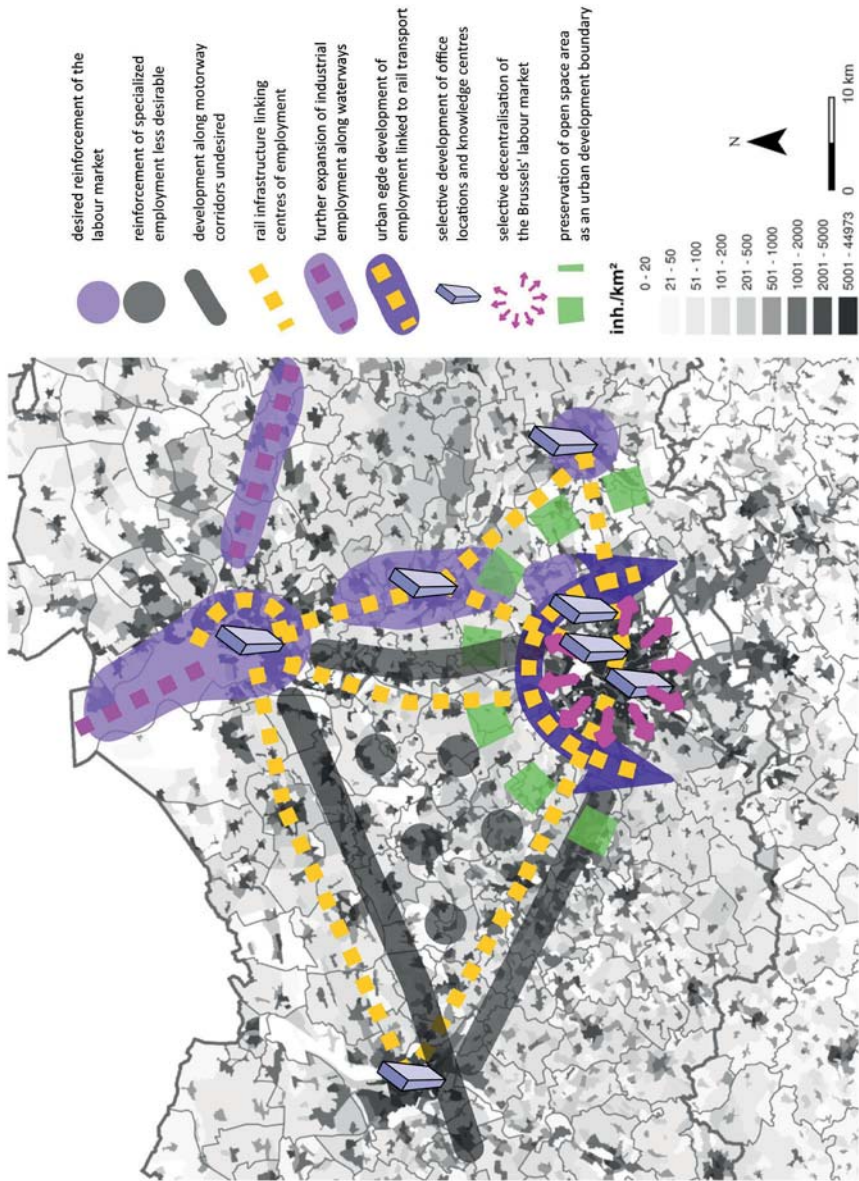 desired reinforcement of the
labour market
reinforcement of specialized
employment less desirable
development along motorway
corridors undesired
rail infrastructure linking
centres of employment
further expansion of industrial
employment along waterways
urban egde development of
employment linked to rail transport
selective development of office
locations and knowledge centres
selective decentralisation of
the Brussels' labour market
preservation of open space area
as an urban development boundary
inh./km²
0 - 20
21 - 50
51 - 100
101 - 200
201 - 500
501 - 1000
1001 - 2000
2001 - 5000
5001 - 44973
N
0
10 km